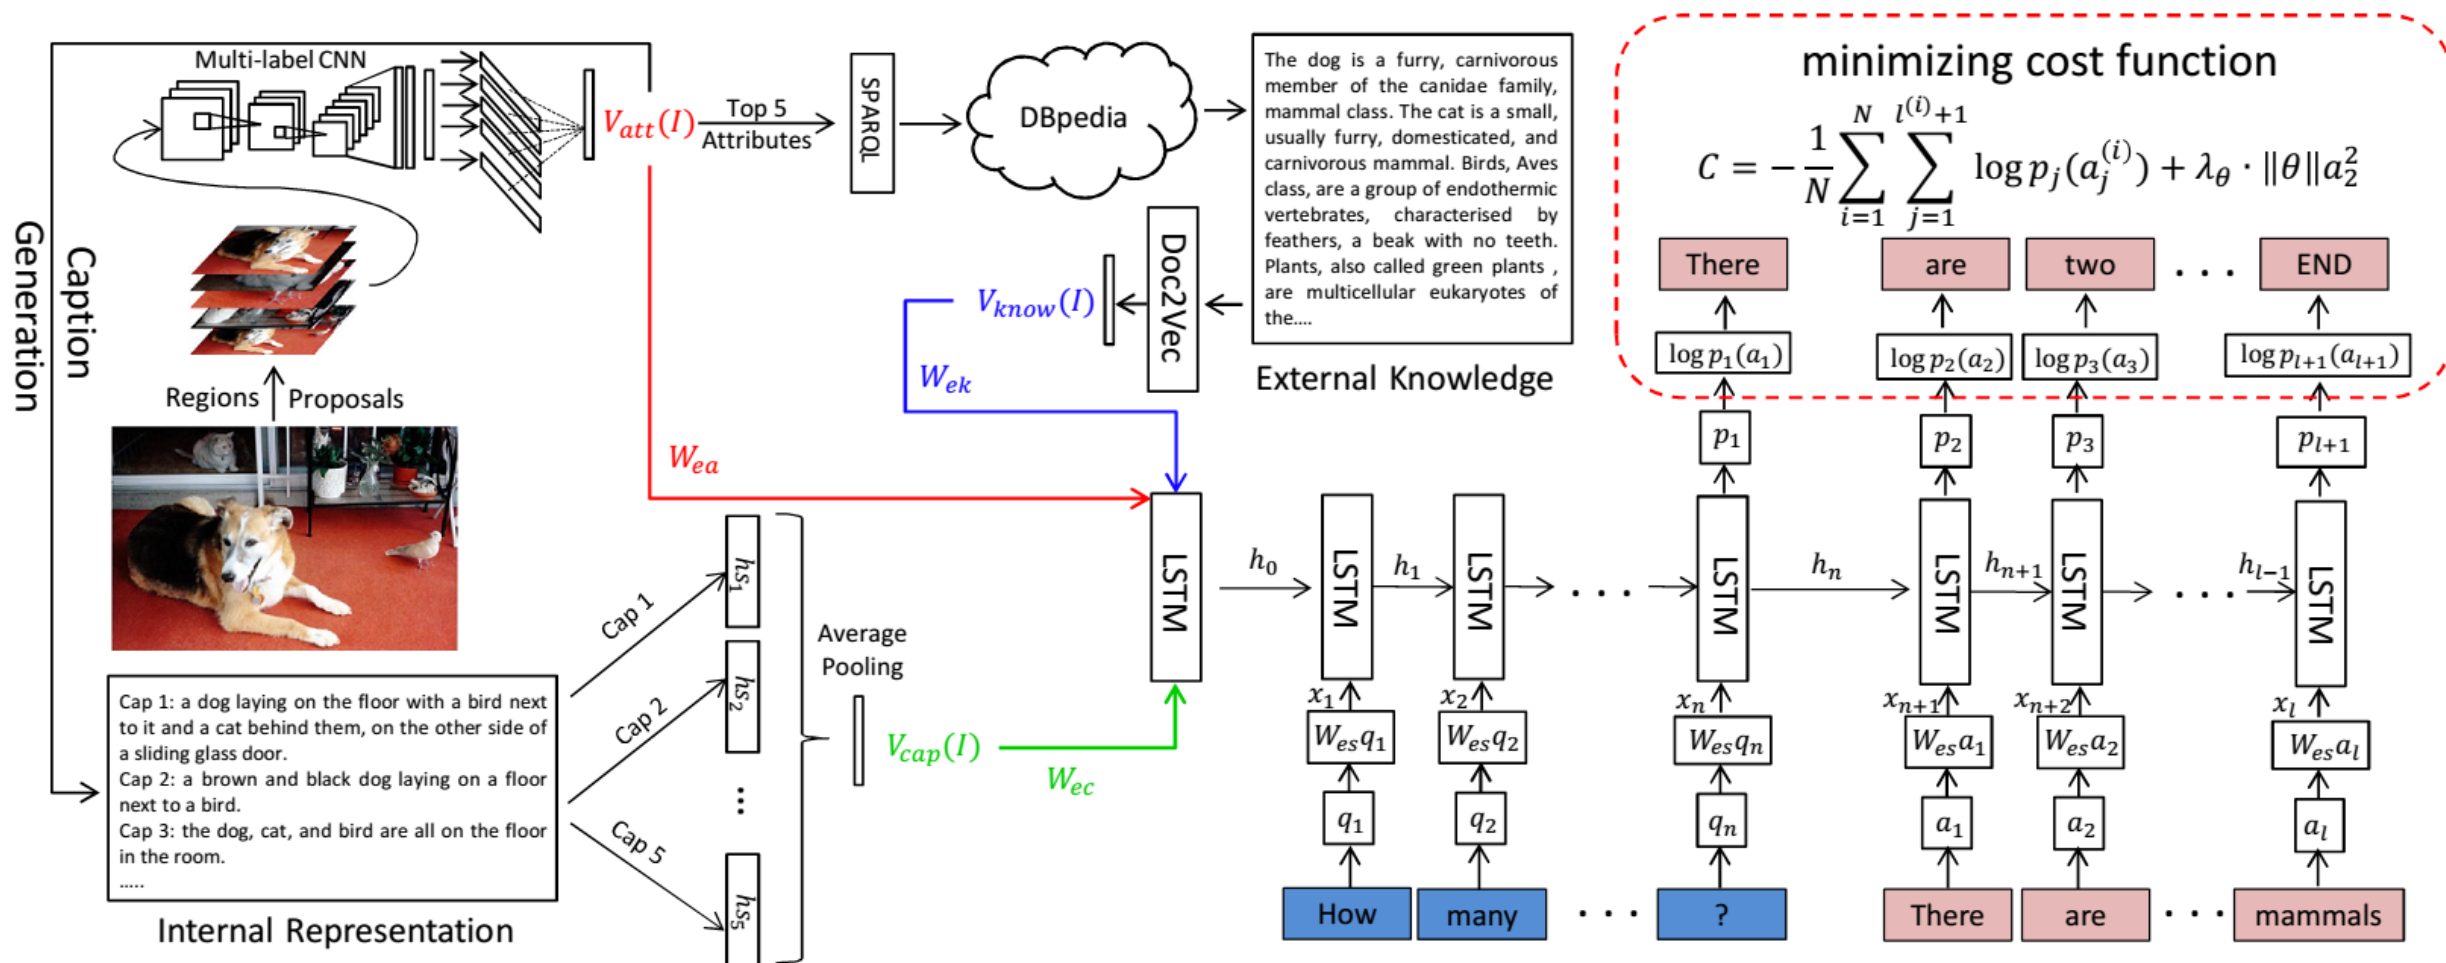 Multi-label CNN
Caption
Generation
V_att(I)
Top 5
Attributes
SPARQL
DBpedia
The dog is a furry, carnivorous
member of the canidae family,
mammal class. The cat is a small,
usually furry, domesticated, and
carnivorous mammal. Birds, Aves
class, are a group of endothermic
vertebrates, characterised by
feathers, a beak with no teeth.
Plants, also called green plants ,
are multicellular eukaryotes of
the....
External Knowledge
Doc2Vec
V_know(I)
W_ek
W_ea
Regions Proposals
Cap 1: a dog laying on the floor with a bird next
to it and a cat behind them, on the other side of
a sliding glass door.
Cap 2: a brown and black dog laying on a floor
next to a bird.
Cap 3: the dog, cat, and bird are all on the floor
in the room.
.....
Internal Representation
Cap 1
Cap 2
Cap 5
hs_1
hs_2
...
hs_5
Average
Pooling
V_cap(I)
W_ec
minimizing cost function
C = -\frac{1}{N} \sum_{i=1}^{N} \sum_{j=1}^{l^{(i)}+1} \log p_j(a_j^{(i)}) + λ_θ · ‖θ‖a_2^2
There are two . . . END
log p_1(a_1) log p_2(a_2) log p_3(a_3) log p_{l+1}(a_{l+1})
p_1 p_2 p_3 p_{l+1}
LSTM h_0 LSTM h_1 LSTM . . . LSTM h_n LSTM h_{n+1} LSTM . . . h_{l-1} LSTM
x_1 x_2 x_n x_{n+1} x_{n+2} x_l
W_es q_1 W_es q_2 W_es q_n W_es a_1 W_es a_2 W_es a_l
q_1 q_2 q_n a_1 a_2 a_l
How many . . . ? There are . . . mammals